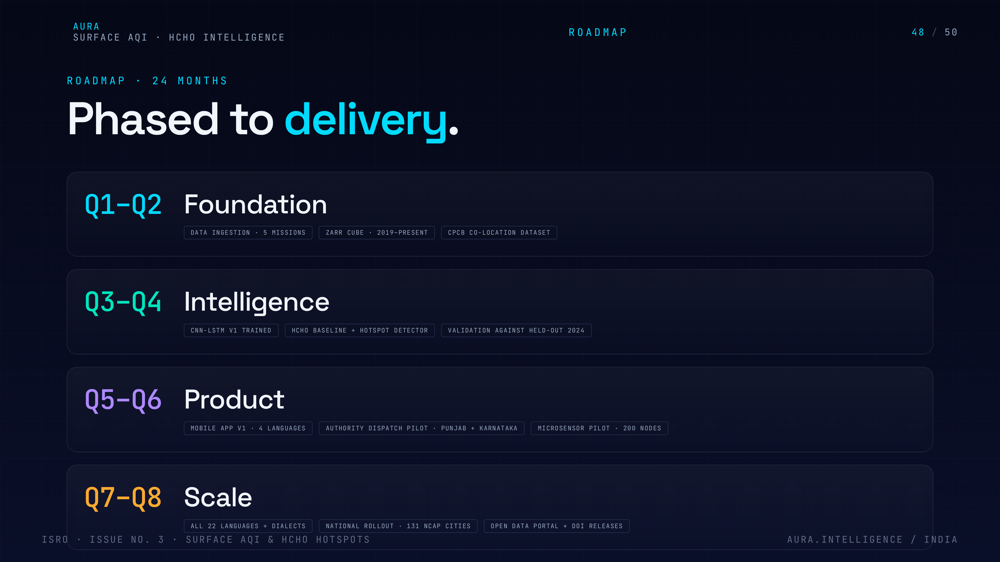 AURA
SURFACE AQI · HCHO INTELLIGENCE
ROADMAP
48 / 50
ROADMAP · 24 MONTHS
Phased to delivery.
Q1–Q2 Foundation
DATA INGESTION · 5 MISSIONS ZARR CUBE · 2019–PRESENT CPCB CO-LOCATION DATASET
Q3–Q4 Intelligence
CNN-LSTM V1 TRAINED HCHO BASELINE + HOTSPOT DETECTOR VALIDATION AGAINST HELD-OUT 2024
Q5–Q6 Product
MOBILE APP V1 · 4 LANGUAGES AUTHORITY DISPATCH PILOT · PUNJAB + KARNATAKA MICROSENSOR PILOT · 200 NODES
Q7–Q8 Scale
ALL 22 LANGUAGES + DIALECTS NATIONAL ROLLOUT · 131 NCAP CITIES OPEN DATA PORTAL + DOI RELEASES
ISRO · ISSUE NO. 3 · SURFACE AQI & HCHO HOTSPOTS
AURA.INTELLIGENCE / INDIA